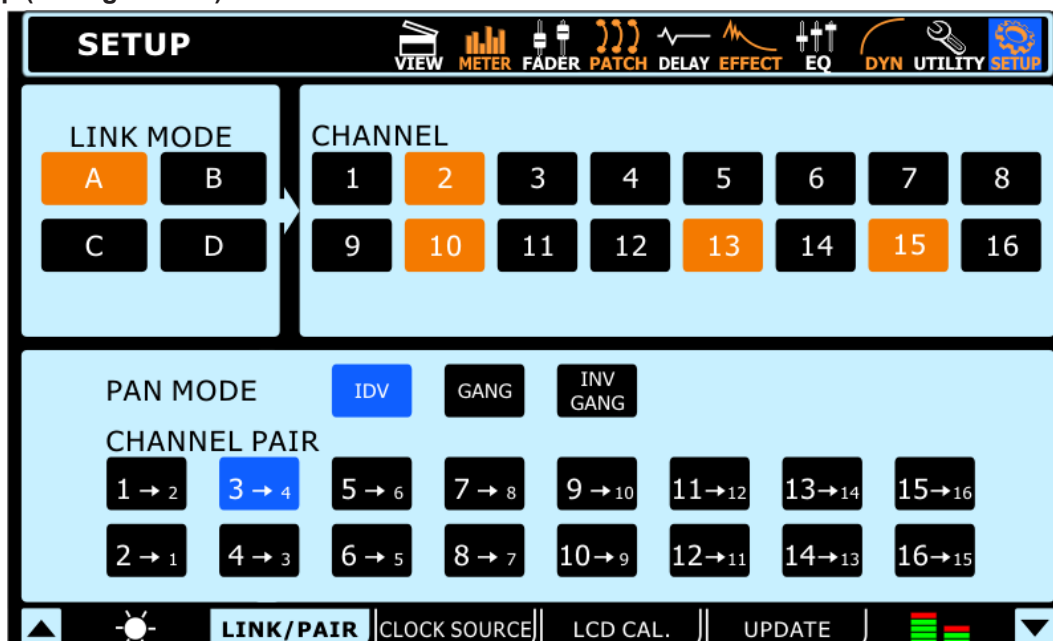 SETUP
VIEW METER FADER PATCH DELAY EFFECT EQ DYN UTILITY SETUP
LINK MODE
A B
C D
CHANNEL
1 2 3 4 5 6 7 8
9 10 11 12 13 14 15 16
PAN MODE IDV GANG INV GANG
CHANNEL PAIR
1→2 3→4 5→6 7→8 9→10 11→12 13→14 15→16
2→1 4→3 6→5 8→7 10→9 12→11 14→13 16→15
LINK/PAIR CLOCK SOURCE LCD CAL. UPDATE